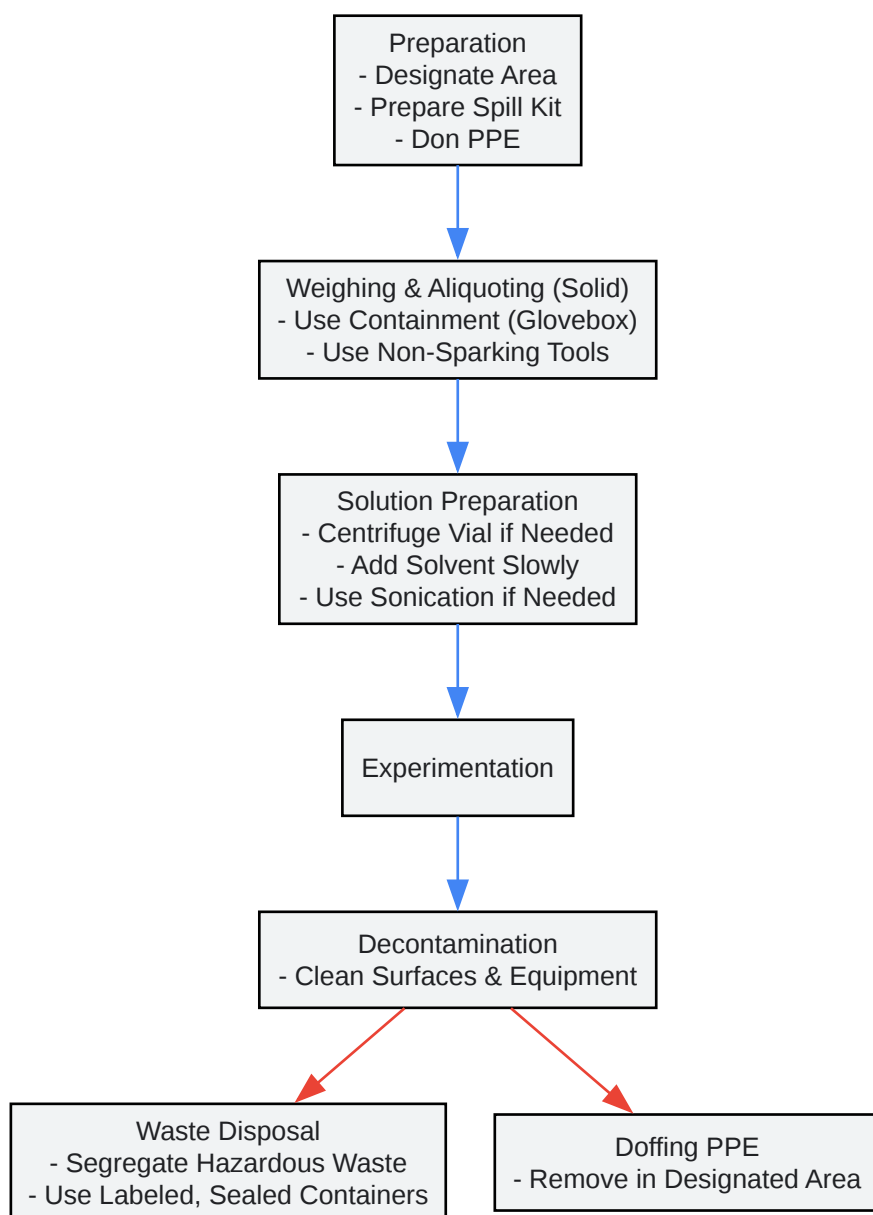 Preparation
- Designate Area
- Prepare Spill Kit
- Don PPE
Weighing & Aliquoting (Solid)
- Use Containment (Glovebox)
- Use Non-Sparking Tools
Solution Preparation
- Centrifuge Vial if Needed
- Add Solvent Slowly
- Use Sonication if Needed
Experimentation
Decontamination
- Clean Surfaces & Equipment
Waste Disposal
- Segregate Hazardous Waste
- Use Labeled, Sealed Containers
Doffing PPE
- Remove in Designated Area